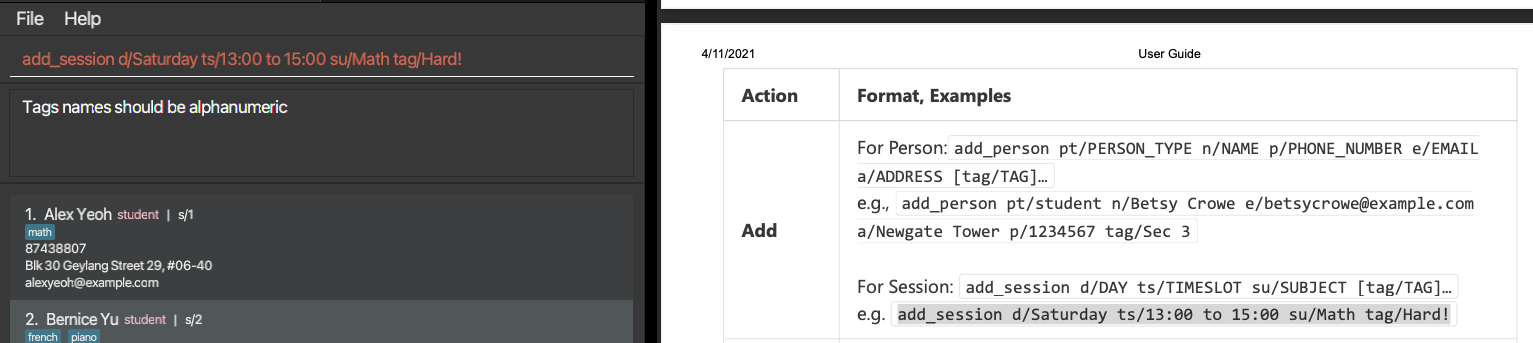 File Help
add_session d/Saturday ts/13:00 to 15:00 su/Math tag/Hard!
Tags names should be alphanumeric
1. Alex Yeoh student | s/1
math
87438807
Blk 30 Geylang Street 29, #06-40
alexyeoh@example.com
2. Bernice Yu student | s/2
french piano
4/11/2021 User Guide
Action Format, Examples
Add
For Person: add_person pt/PERSON_TYPE n/NAME p/PHONE_NUMBER e/EMAIL
a/ADDRESS [tag/TAG]…
e.g., add_person pt/student n/Betsy Crowe e/betsycrowe@example.com
a/Newgate Tower p/1234567 tag/Sec 3
For Session: add_session d/DAY ts/TIMESLOT su/SUBJECT [tag/TAG]…
e.g. add_session d/Saturday ts/13:00 to 15:00 su/Math tag/Hard!